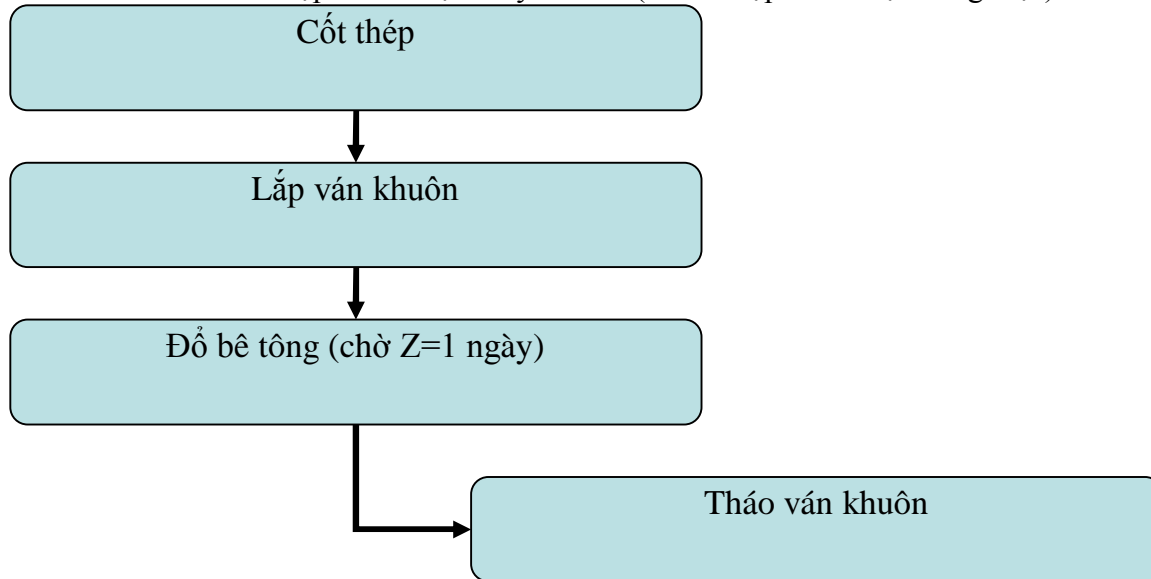 Cốt thép
Lắp ván khuôn
Đổ bê tông (chờ Z=1 ngày)
Tháo ván khuôn